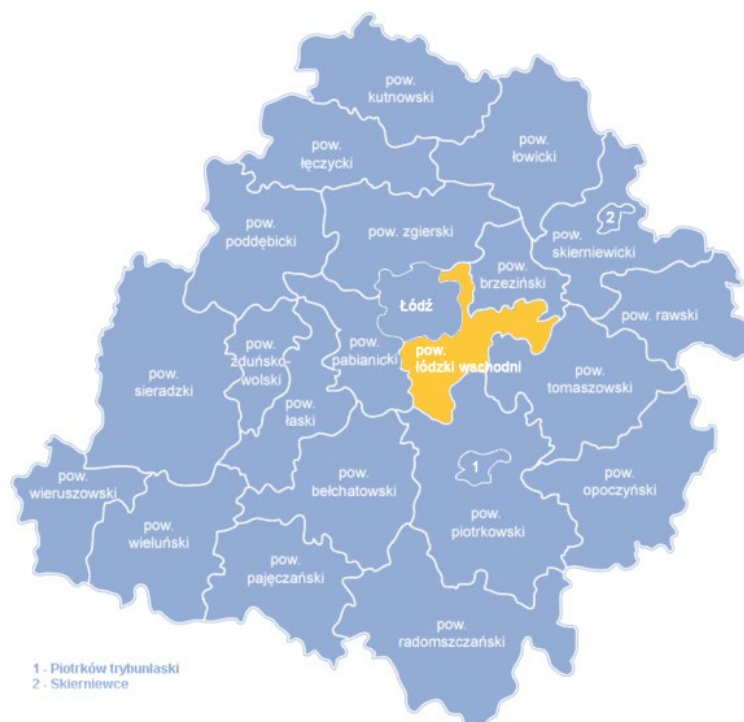 pow.
kutnowski
pow.
łowicki
pow.
łęczycki
2
pow.
poddębicki
pow. zgierski
pow.
skierniewicki
pow.
brzeziński
Łódź
pow. rawski
pow.
pabianicki
pow.
łódzki wschodni
pow.
zduńsko-
wolski
pow.
sieradzki
pow.
tomaszowski
pow.
łaski
pow.
wieruszowski
pow.
bełchatowski
1
pow.
opoczyński
pow.
wieluński
pow.
piotrkowski
pow.
pajęczański
pow.
radomszczański
1 - Piotrków trybunlaski
2 - Skierniewce